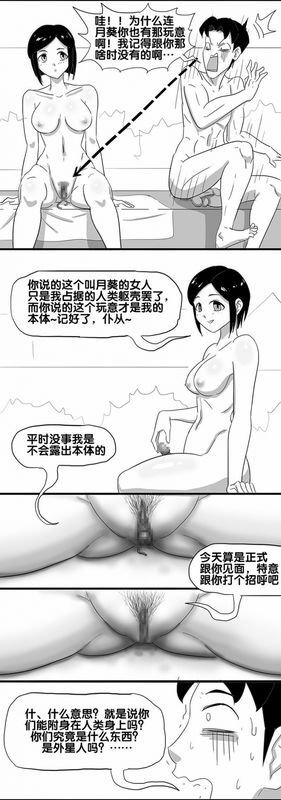 哇！！为什么连
月葵你也有那玩意
啊！我记得跟你那
啥时没有的啊…
你说的这个叫月葵的女人
只是我占据的人类躯壳罢了，
而你说的这个玩意才是我的
本体~记好了，仆从~
平时没事我是
不会露出本体的
今天算是正式
跟你见面，特意
跟你打个招呼吧
什、什么意思？就是说你
们能附身在人类身上吗？
你们究竟是什么东西？
是外星人吗？……